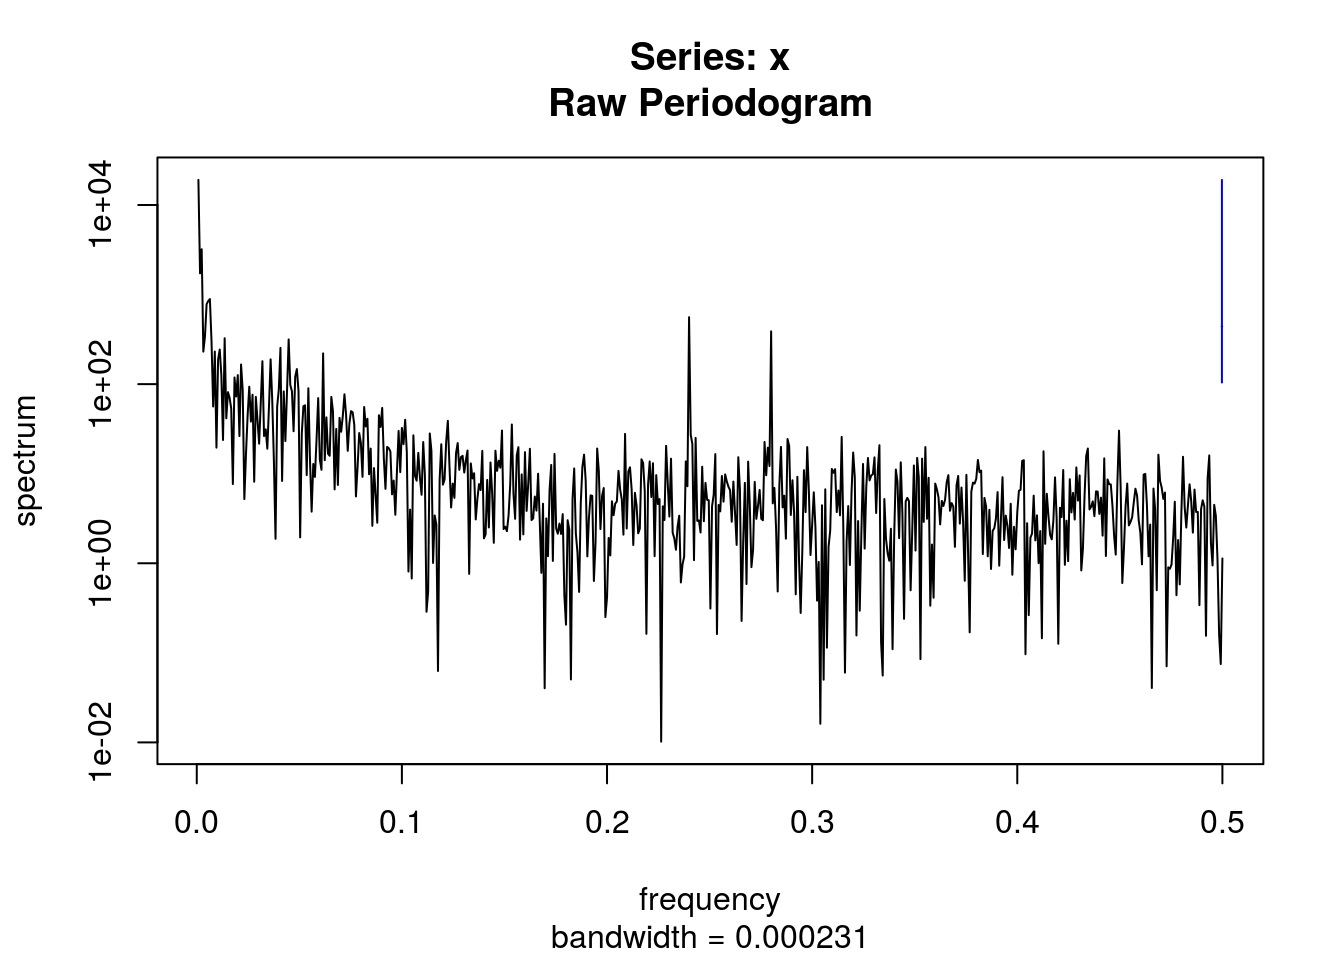 Series: x
Raw Periodogram
1e+04
1e+02
1e+00
1e-02
spectrum
0.0 0.1 0.2 0.3 0.4 0.5
frequency
bandwidth = 0.000231